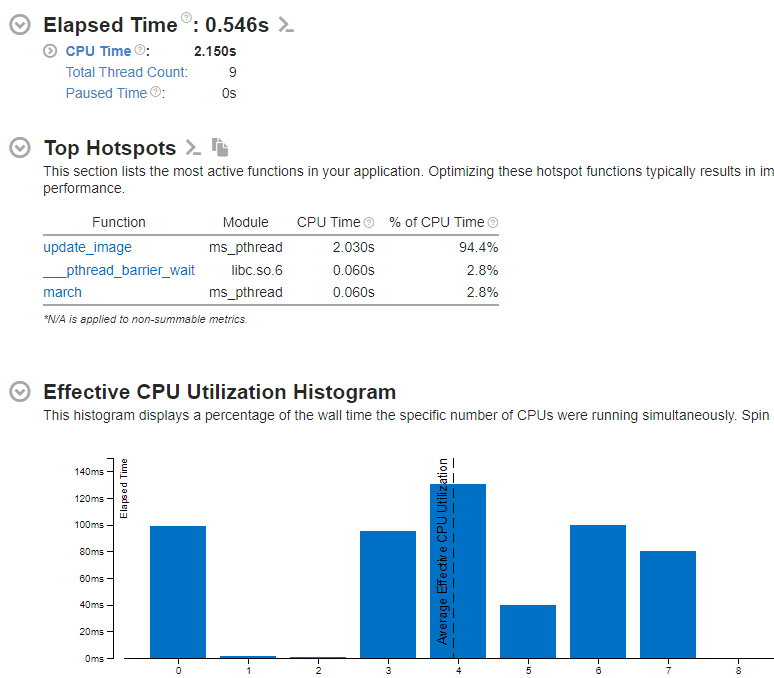 Elapsed Time ?: 0.546s
CPU Time ?: 2.150s
Total Thread Count: 9
Paused Time ?: 0s
Top Hotspots
This section lists the most active functions in your application. Optimizing these hotspot functions typically results in im
performance.
Function Module CPU Time ? % of CPU Time ?
update_image ms_pthread 2.030s 94.4%
___pthread_barrier_wait libc.so.6 0.060s 2.8%
march ms_pthread 0.060s 2.8%
*N/A is applied to non-summable metrics.
Effective CPU Utilization Histogram
This histogram displays a percentage of the wall time the specific number of CPUs were running simultaneously. Spin
Elapsed Time
Average Effective CPU Utilization
140ms
120ms
100ms
80ms
60ms
40ms
20ms
0ms
0 1 2 3 4 5 6 7 8